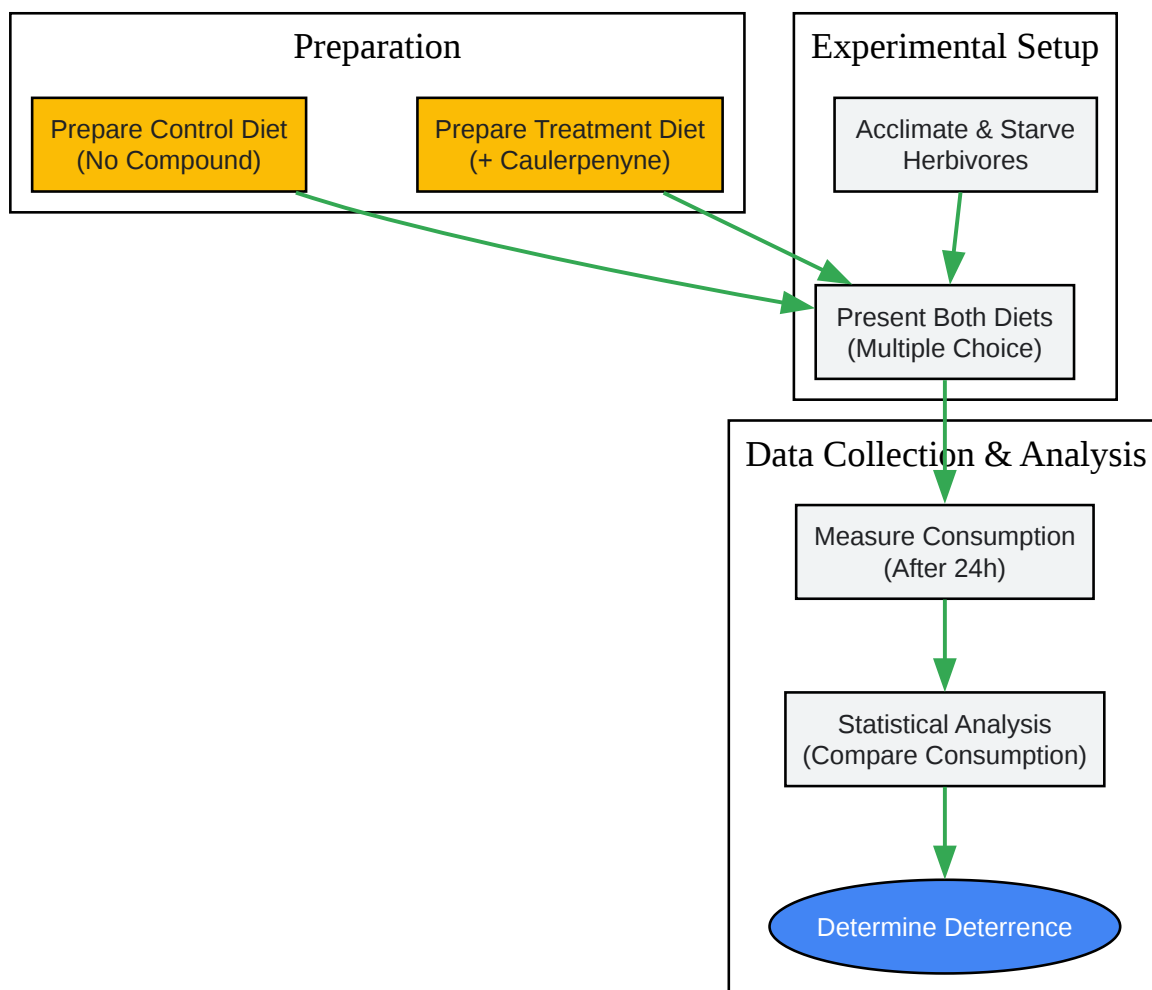 Preparation
Prepare Control Diet
(No Compound)
Prepare Treatment Diet
(+ Caulerpenyne)
Experimental Setup
Acclimate & Starve
Herbivores
Present Both Diets
(Multiple Choice)
Data Collection & Analysis
Measure Consumption
(After 24h)
Statistical Analysis
(Compare Consumption)
Determine Deterrence